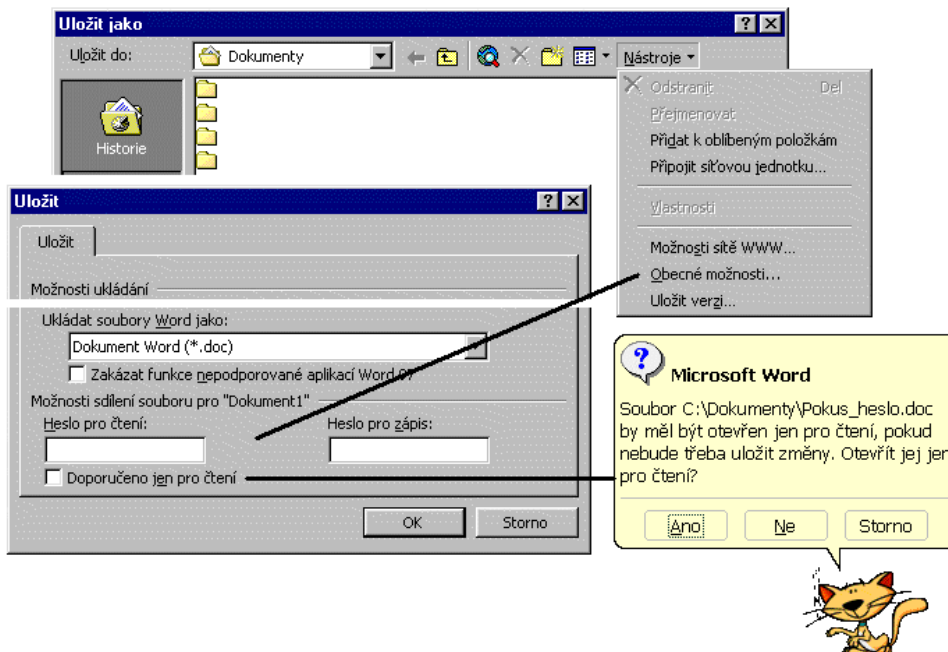 Uložit jako
Uložit do:
Dokumenty
Nástroje
Historie
Odstranit Del
Přejmenovat
Přidat k oblíbeným položkám
Připojit síťovou jednotku...
Vlastnosti
Možnosti sítě WWW...
Obecné možnosti...
Uložit verzi...
Uložit
Uložit
Možnosti ukládání
Ukládat soubory Word jako:
Dokument Word (*.doc)
Zakázat funkce nepodporované aplikací Word 97
Možnosti sdílení souboru pro "Dokument1"
Heslo pro čtení:
Heslo pro zápis:
Doporučeno jen pro čtení
OK
Storno
Microsoft Word
Soubor C:\Dokumenty\Pokus_heslo.doc
by měl být otevřen jen pro čtení, pokud
nebude třeba uložit změny. Otevřít jej jen
pro čtení?
Ano
Ne
Storno